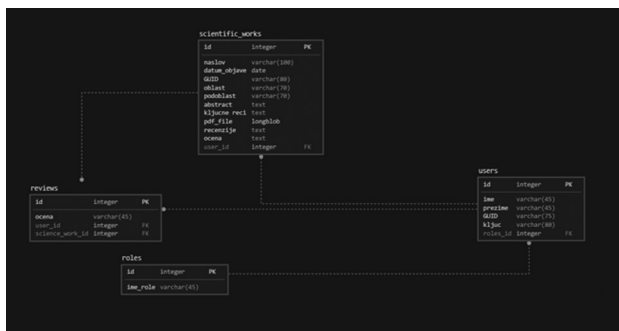 scientific_works
id integer PK
naslov varchar(100)
datum_objave date
GUID varchar(80)
oblast varchar(70)
podoblast varchar(70)
abstract text
kljucne reci text
pdf_file longblob
recenzije text
ocena text
user_id integer FK
users
id integer PK
ime varchar(45)
prezime varchar(45)
GUID varchar(75)
kljuc varchar(80)
roles_id integer FK
reviews
id integer PK
ocena varchar(45)
user_id integer FK
science_work_id integer FK
roles
id integer PK
ime_role varchar(45)